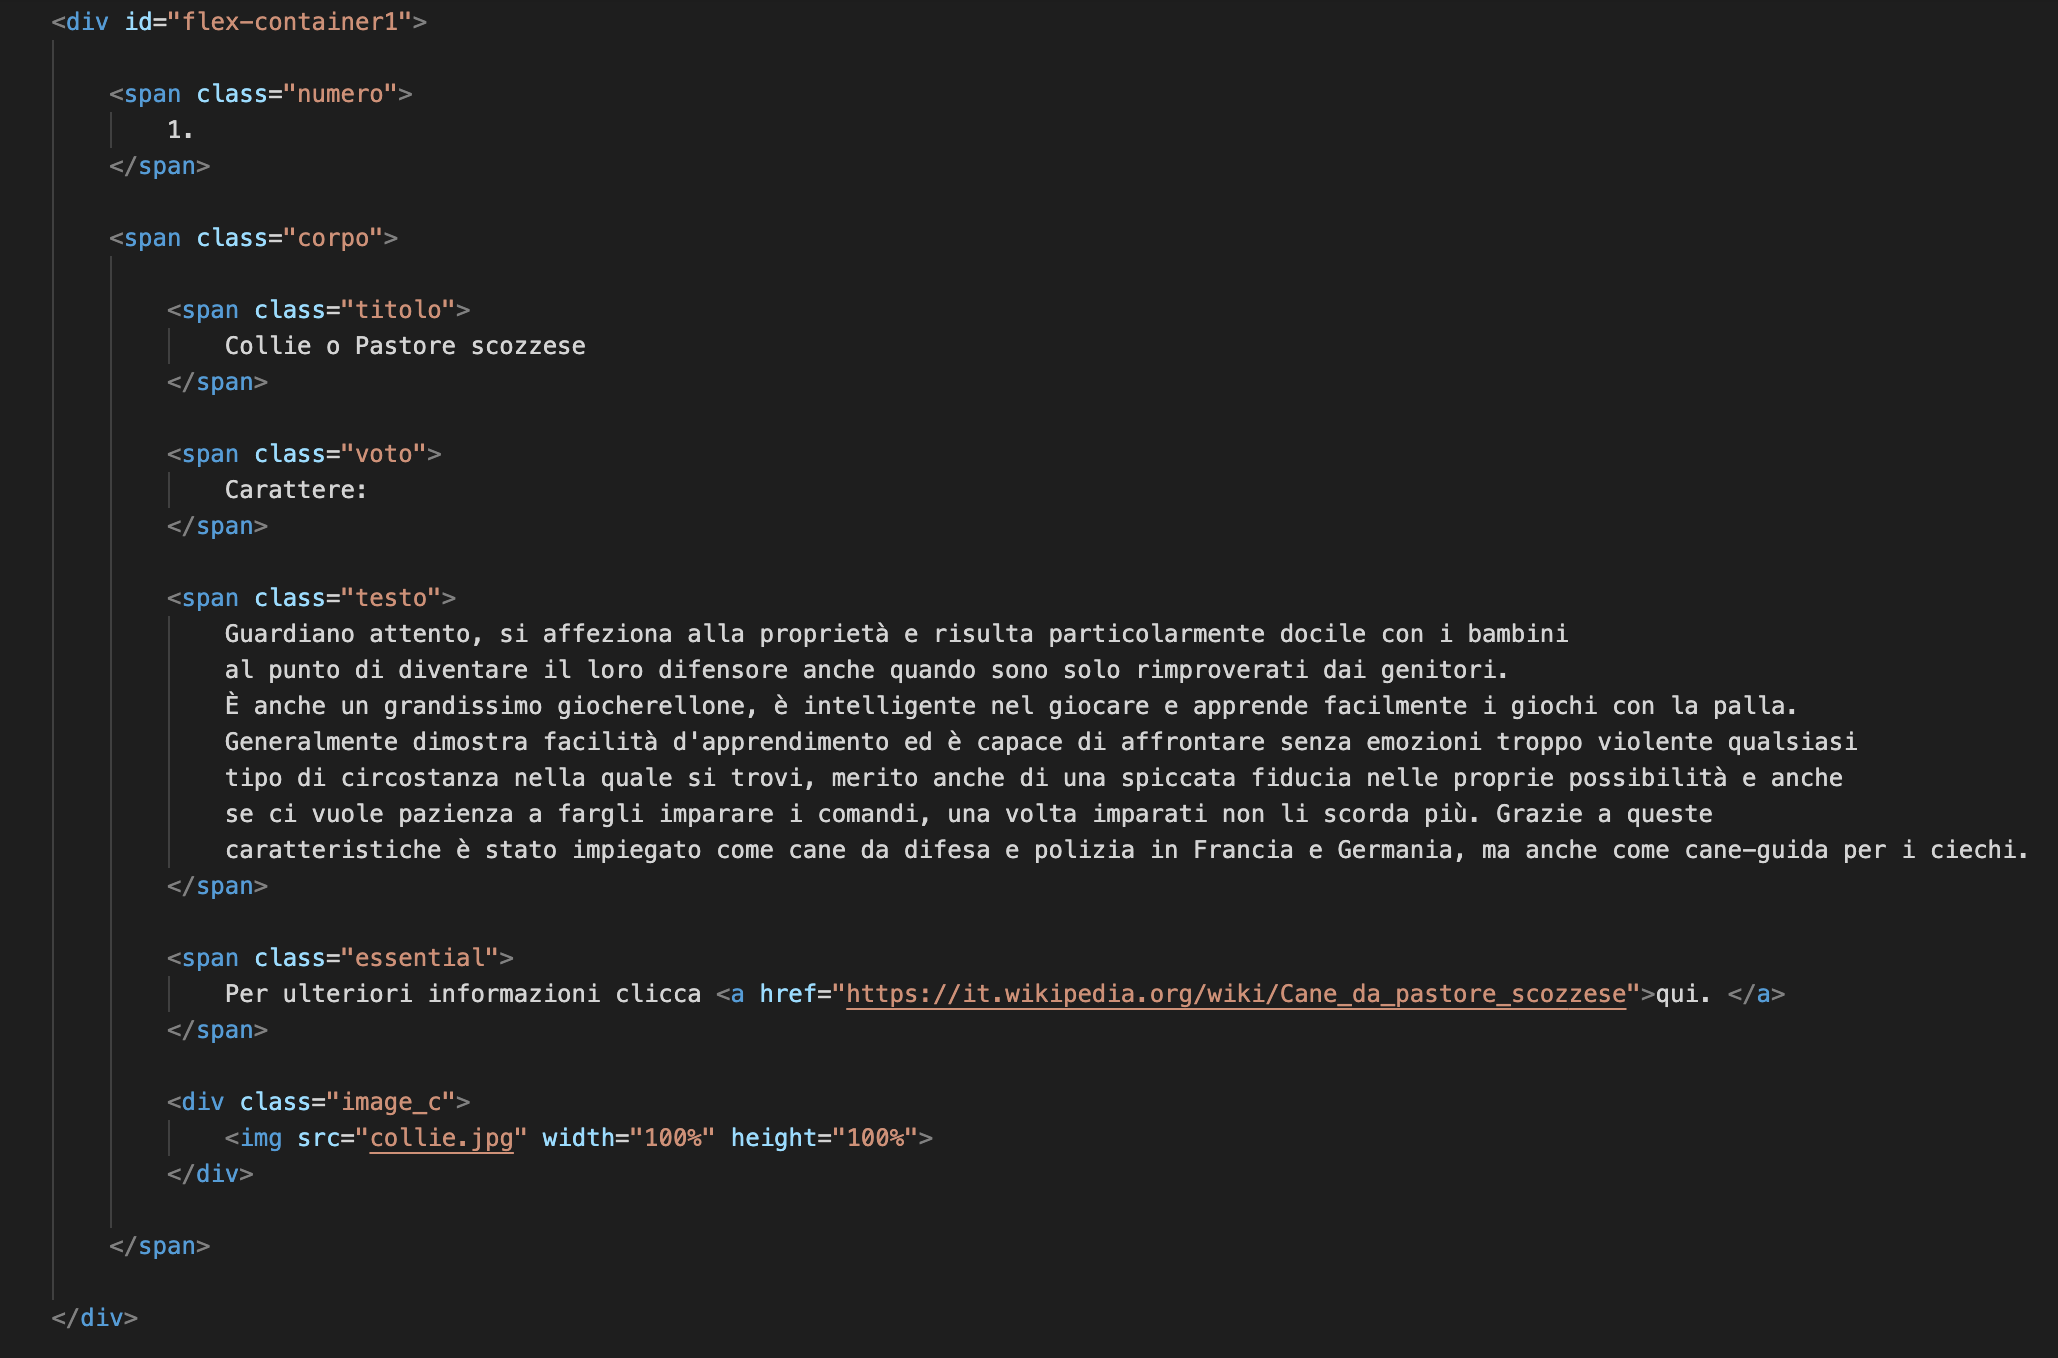 <div id="flex-container1">
<span class="numero">
1.
</span>
<span class="corpo">
<span class="titolo">
Collie o Pastore scozzese
</span>
<span class="voto">
Carattere:
</span>
<span class="testo">
Guardiano attento, si affeziona alla proprietà e risulta particolarmente docile con i bambini
al punto di diventare il loro difensore anche quando sono solo rimproverati dai genitori.
È anche un grandissimo giocherellone, è intelligente nel giocare e apprende facilmente i giochi con la palla.
Generalmente dimostra facilità d'apprendimento ed è capace di affrontare senza emozioni troppo violente qualsiasi
tipo di circostanza nella quale si trovi, merito anche di una spiccata fiducia nelle proprie possibilità e anche
se ci vuole pazienza a fargli imparare i comandi, una volta imparati non li scorda più. Grazie a queste
caratteristiche è stato impiegato come cane da difesa e polizia in Francia e Germania, ma anche come cane-guida per i ciechi.
</span>
<span class="essential">
Per ulteriori informazioni clicca <a href="https://it.wikipedia.org/wiki/Cane_da_pastore_scozzese">qui. </a>
</span>
<div class="image_c">
<img src="collie.jpg" width="100%" height="100%">
</div>
</span>
</div>